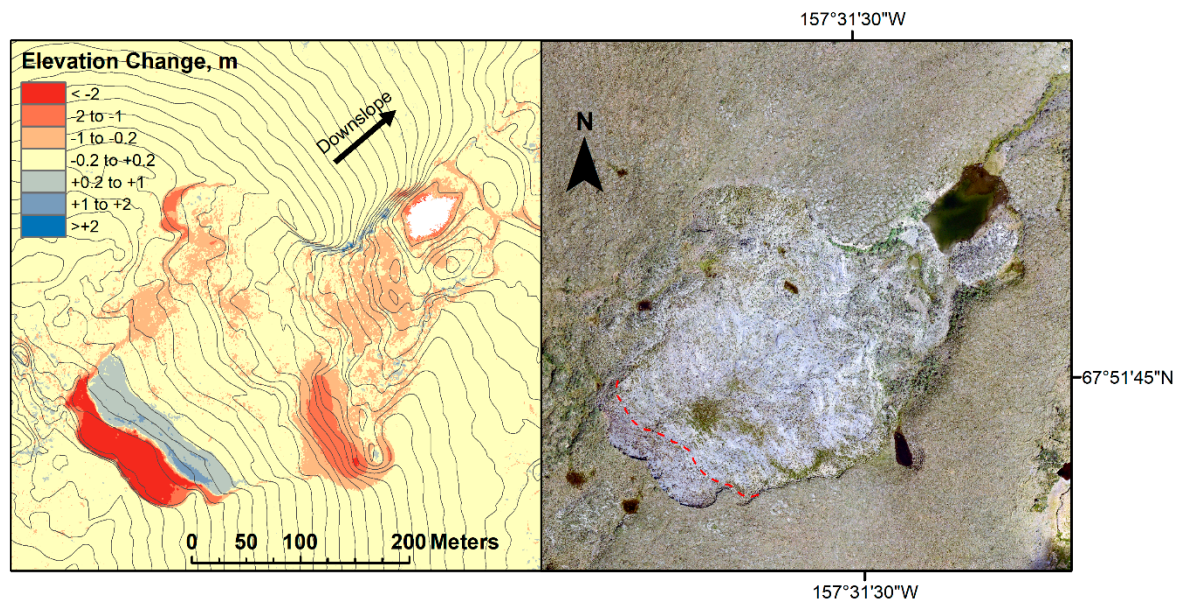 157°31'30"W
Elevation Change, m
< -2
-2 to -1
-1 to -0.2
-0.2 to +0.2
+0.2 to +1
+1 to +2
>+2
Downslope
N
67°51'45"N
0 50 100 200 Meters
157°31'30"W